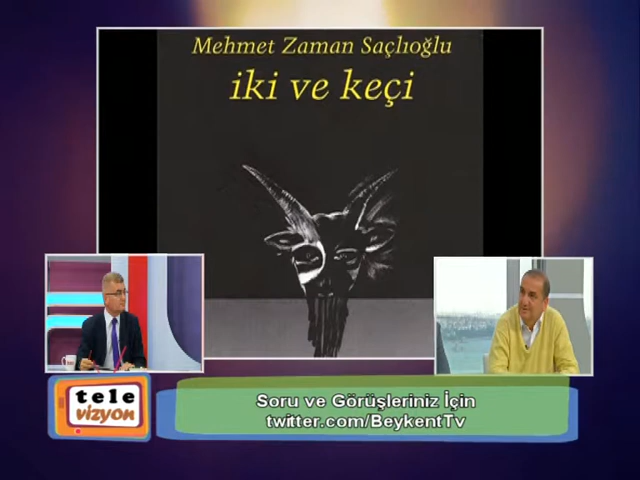 Mehmet Zaman Saçlıoğlu
iki ve keçi
tele
vizyon
Soru ve Görüşleriniz İçin
twitter.com/BeykentTv